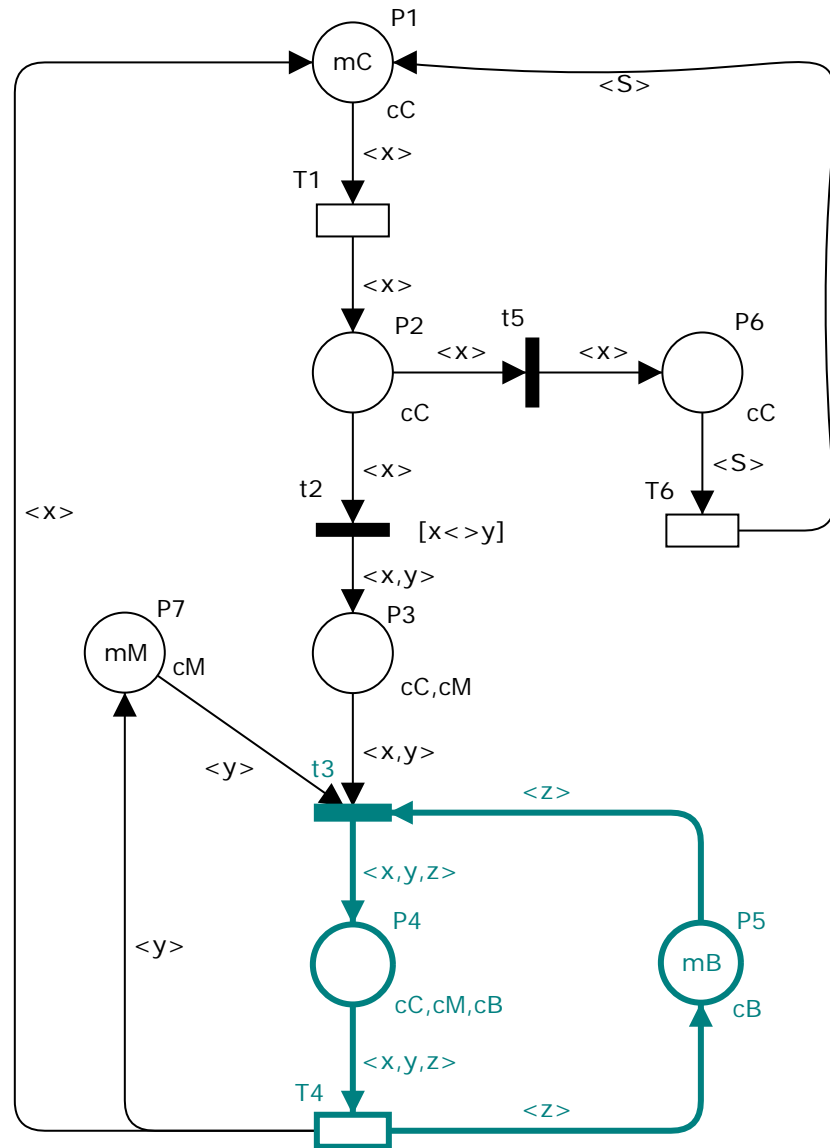 P1
mC
<S>
cC
<x>
T1
<x>
P2
t5
P6
<x>
<x>
cC
cC
<x>
<S>
t2
T6
<x>
[x<>y]
<x,y>
P7
P3
mM
cM
cC,cM
<x,y>
<y>
t3
<z>
<x,y,z>
P4
P5
<y>
mB
cC,cM,cB
cB
<x,y,z>
T4
<z>